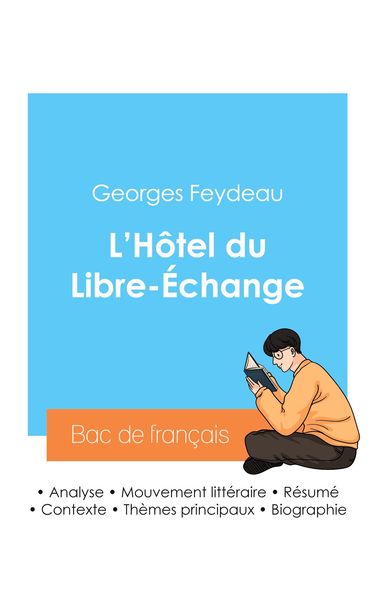 Georges Feydeau
L’Hôtel du
Libre-Échange
Bac de français
• Analyse • Mouvement littéraire • Résumé
• Contexte • Thèmes principaux • Biographie